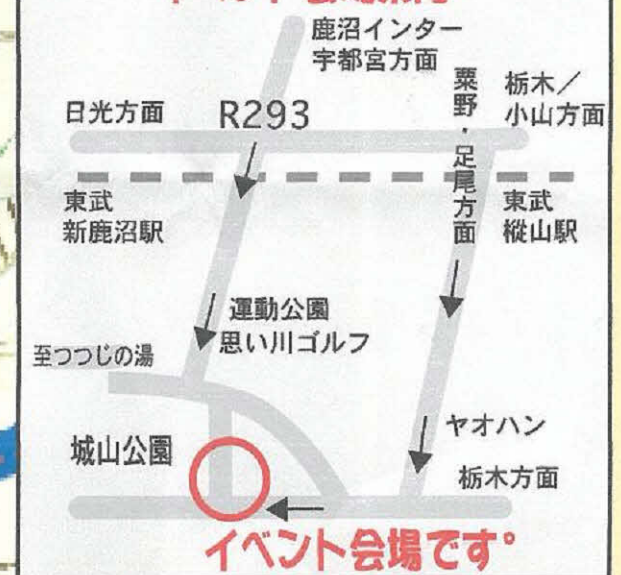 鹿沼インター
宇都宮方面
日光方面
R293
粟野・足尾方面
栃木／
小山方面
東武
新鹿沼駅
東武
樅山駅
運動公園
思い川ゴルフ
至つつじの湯
城山公園
ヤオハン
栃木方面
イベント会場です。